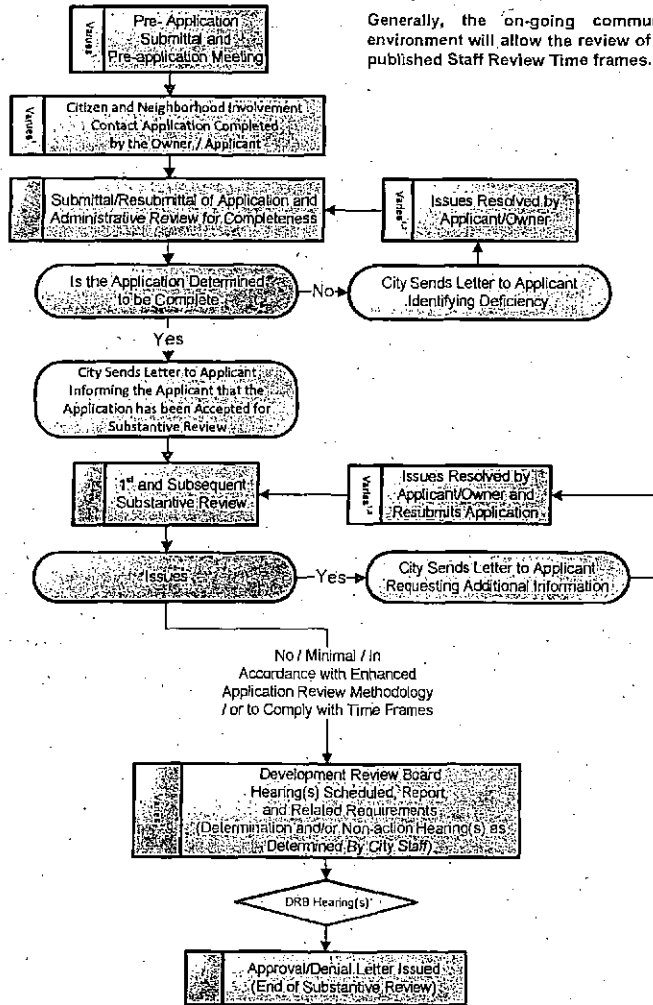 Pre- Application
Submittal and
Pre-application Meeting
Varies
Generally, the on-going commu
environment will allow the review of
published Staff Review Time frames.
Citizen and Neighborhood Involvement
Contact Application Completed
by the Owner / Applicant
Varies
Submittal/Resubmittal of Application and
Administrative Review for Completeness
Issues Resolved by
Applicant/Owner
Varies
Is the Application Determined
to be Complete
No
City Sends Letter to Applicant
Identifying Deficiency
Yes
City Sends Letter to Applicant
Informing the Applicant that the
Application has been Accepted for
Substantive Review
1st and Subsequent
Substantive Review
Issues Resolved by
Applicant/Owner and
Resubmits Application
Varies
Issues
Yes
City Sends Letter to Applicant
Requesting Additional Information
No / Minimal / In
Accordance with Enhanced
Application Review Methodology
/ or to Comply with Time Frames
Development Review Board
Hearing(s) Scheduled, Report
and Related Requirements
(Determination and/or Non-action Hearing(s) as
Determined By City Staff)
Varies
DRB Hearing(s)
Approval/Denial Letter Issued
(End of Substantive Review)